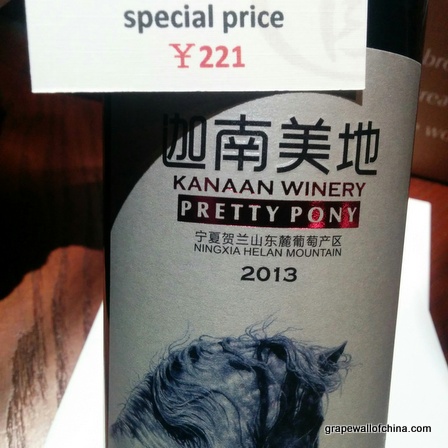 special price
￥221
迦南美地
KANAAN WINERY
PRETTY PONY
宁夏贺兰山东麓葡萄产区
NINGXIA HELAN MOUNTAIN
2013
grapewallofchina.com